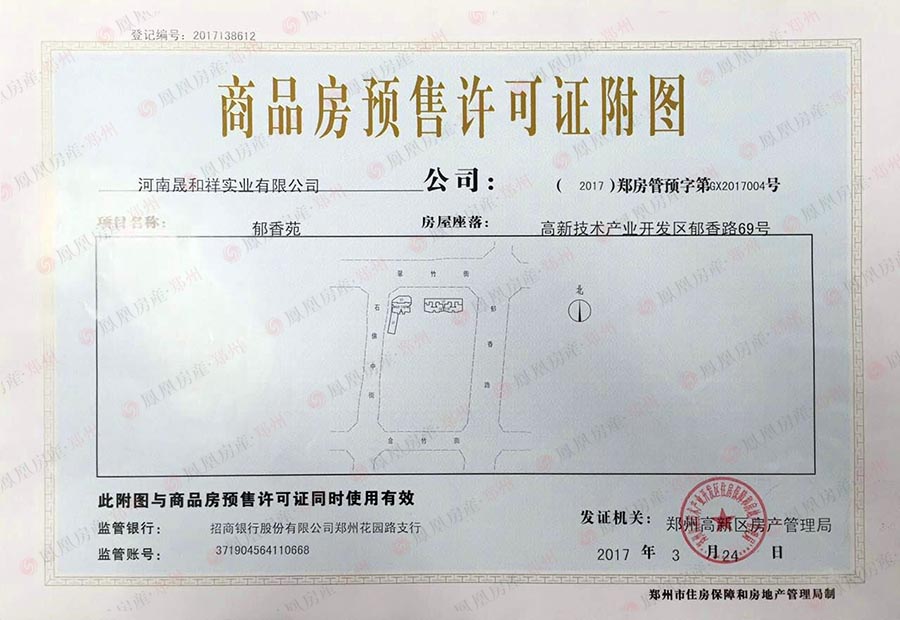 登记编号：2017138612
商品房预售许可证附图
河南晟和祥实业有限公司 公司：
( 2017 )郑房管预字第GX2017004号
项目名称： 郁香苑 房屋座落： 高新技术产业开发区郁香路69号
翠竹街
北
石佛中街
郁香路
金竹街
此附图与商品房预售许可证同时使用有效
监管银行： 招商银行股份有限公司郑州花园路支行
监管账号： 371904564110668
发证机关： 郑州高新区房产管理局
2017 年 3 月 24 日
郑州市住房保障和房地产管理局制
凤凰房産·郑州